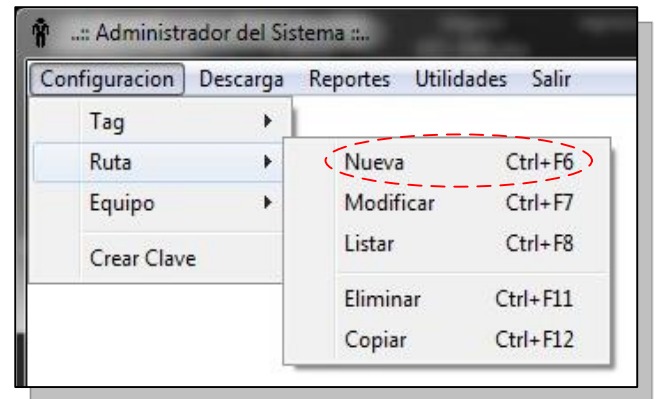 ..:: Administrador del Sistema ::..
Configuracion Descarga Reportes Utilidades Salir
Tag
Ruta
Equipo
Crear Clave
Nueva Ctrl+F6
Modificar Ctrl+F7
Listar Ctrl+F8
Eliminar Ctrl+F11
Copiar Ctrl+F12